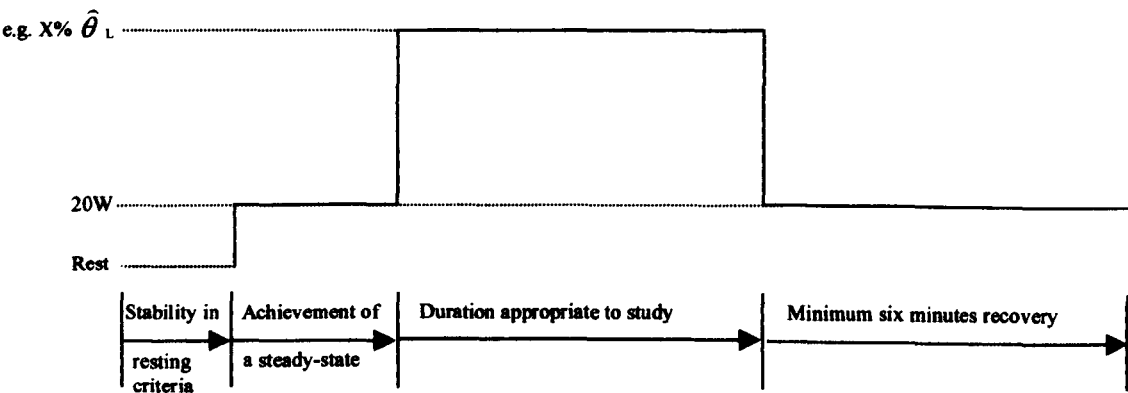 e.g. X% θ̂ L
20W
Rest
Stability in
resting
criteria
Achievement of
a steady-state
Duration appropriate to study
Minimum six minutes recovery